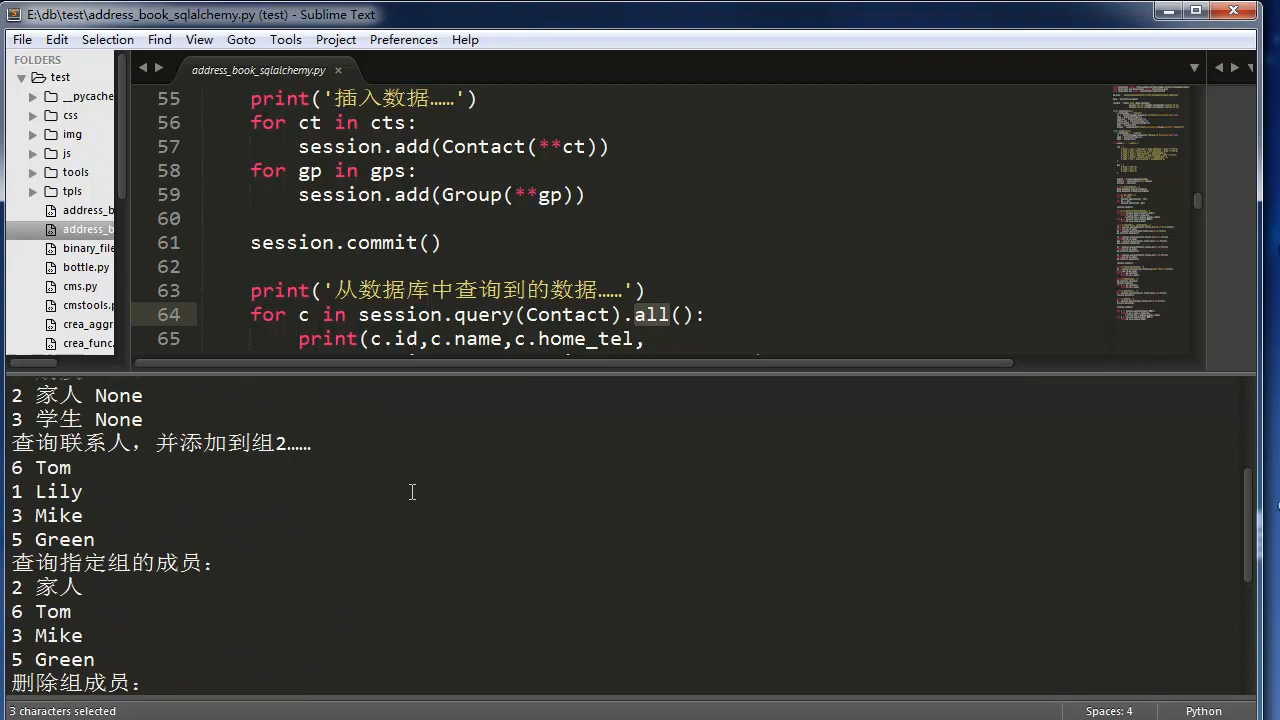 E:\db\test\address_book_sqlalchemy.py (test) - Sublime Text
File Edit Selection Find View Goto Tools Project Preferences Help
FOLDERS
test
__pycache
css
img
js
tools
tpls
address_b
address_b
binary_file
bottle.py
cms.py
cmstools.p
crea_aggr
crea_func.
address_book_sqlalchemy.py ×
55 print('插入数据……')
56 for ct in cts:
57 session.add(Contact(**ct))
58 for gp in gps:
59 session.add(Group(**gp))
60
61 session.commit()
62
63 print('从数据库中查询到的数据……')
64 for c in session.query(Contact).all():
65 print(c.id,c.name,c.home_tel,
2 家人 None
3 学生 None
查询联系人，并添加到组2……
6 Tom
1 Lily
3 Mike
5 Green
查询指定组的成员：
2 家人
6 Tom
3 Mike
5 Green
删除组成员：
3 characters selected
Spaces: 4
Python